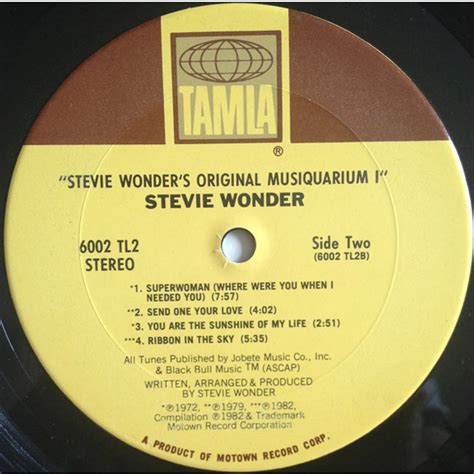 TAMLA
®
"STEVIE WONDER'S ORIGINAL MUSIQUARIUM I"
STEVIE WONDER
6002 TL2
STEREO
Side Two
(6002 TL2B)
*1. SUPERWOMAN (WHERE WERE YOU WHEN I
NEEDED YOU) (7:57)
**2. SEND ONE YOUR LOVE (4:02)
*3. YOU ARE THE SUNSHINE OF MY LIFE (2:51)
***4. RIBBON IN THE SKY (5:35)
All Tunes Published by Jobete Music Co., Inc.
& Black Bull Music ™ (ASCAP)
WRITTEN, ARRANGED & PRODUCED
BY STEVIE WONDER
*℗1972, **℗1979, ***℗1982,
Compilation ℗1982 & Trademark
Motown Record Corporation
A PRODUCT OF MOTOWN RECORD CORP.